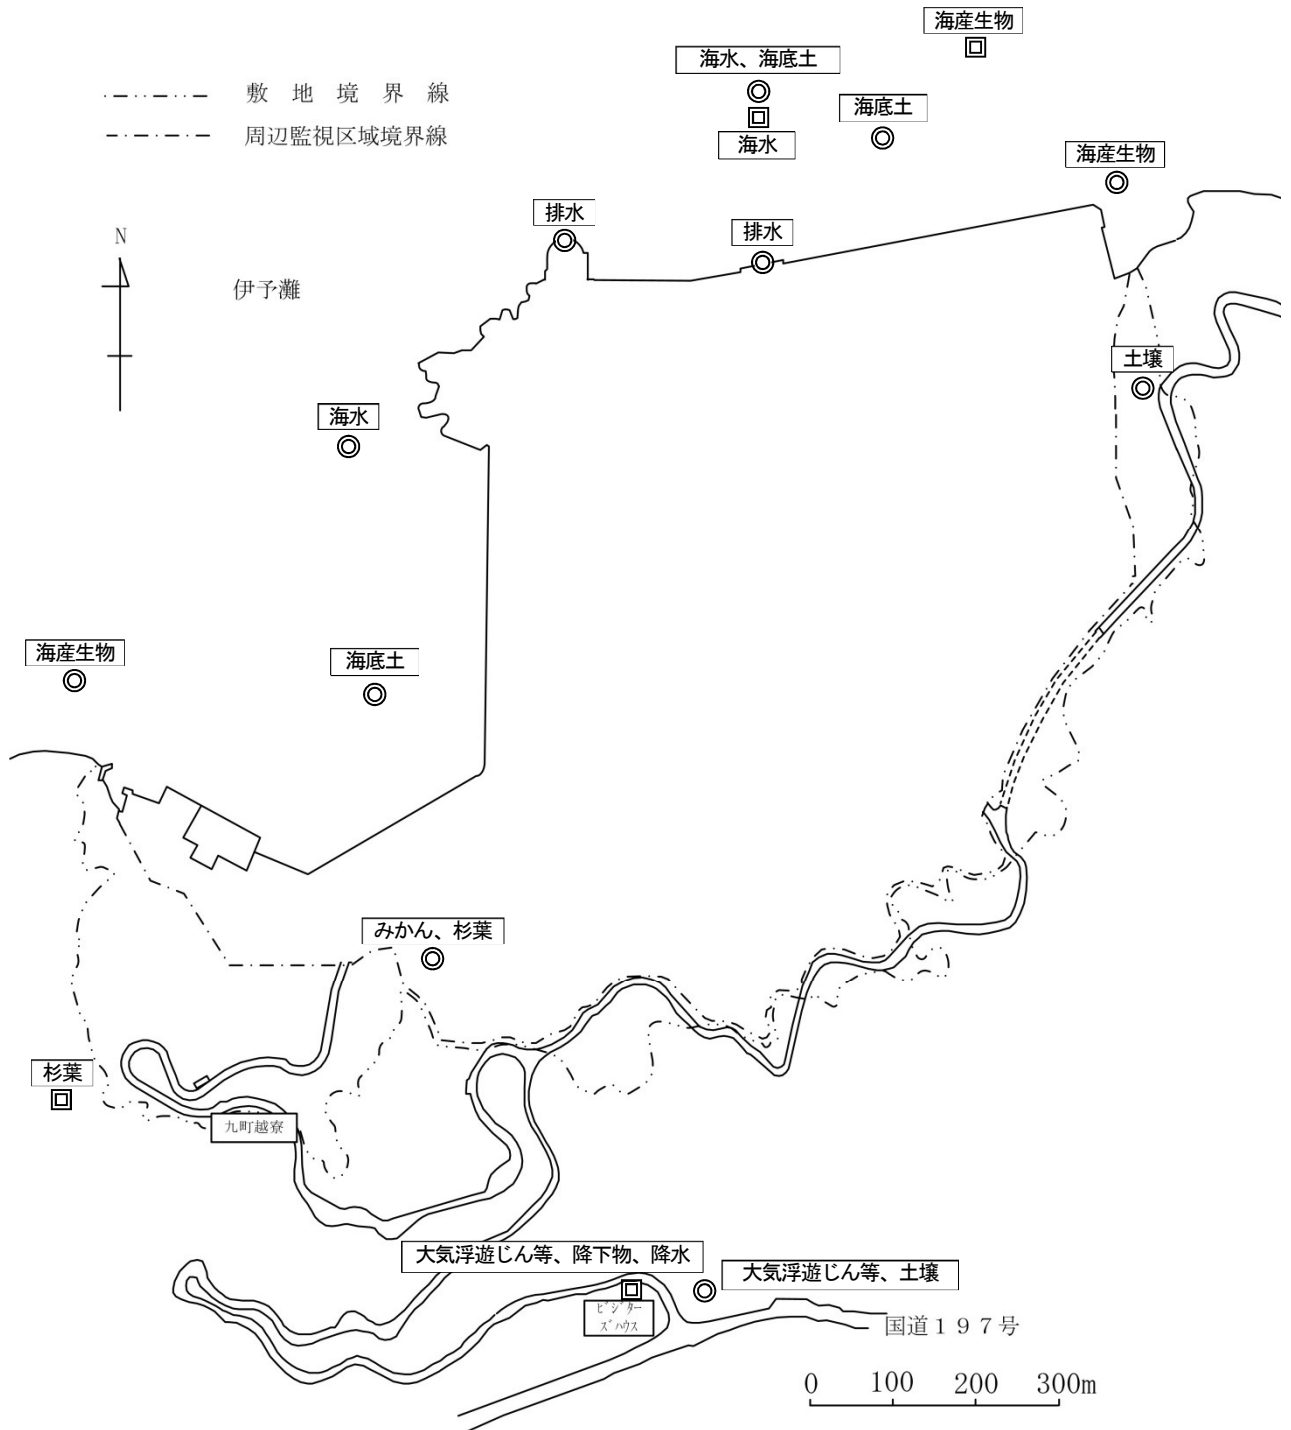 海産生物
海水、海底土
敷地境界線
海底土
周辺監視区域境界線
海水
海産生物
排水
排水
N
伊予灘
土壌
海水
海産生物
海底土
みかん、杉葉
杉葉
九町越寮
大気浮遊じん等、降下物、降水
大気浮遊じん等、土壌
ﾋﾞｼﾞﾀｰ
ｽﾞﾊｳｽ
国道１９７号
0 100 200 300m